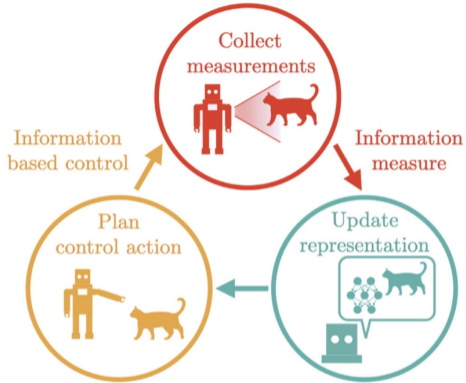 Collect
measurements
Information
based control
Information
measure
Plan
control action
Update
representation